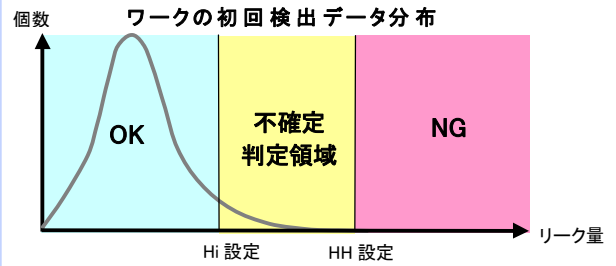 ワークの初回検出データ分布
個数
OK
不確定
判定領域
NG
リーク量
Hi 設定
HH 設定